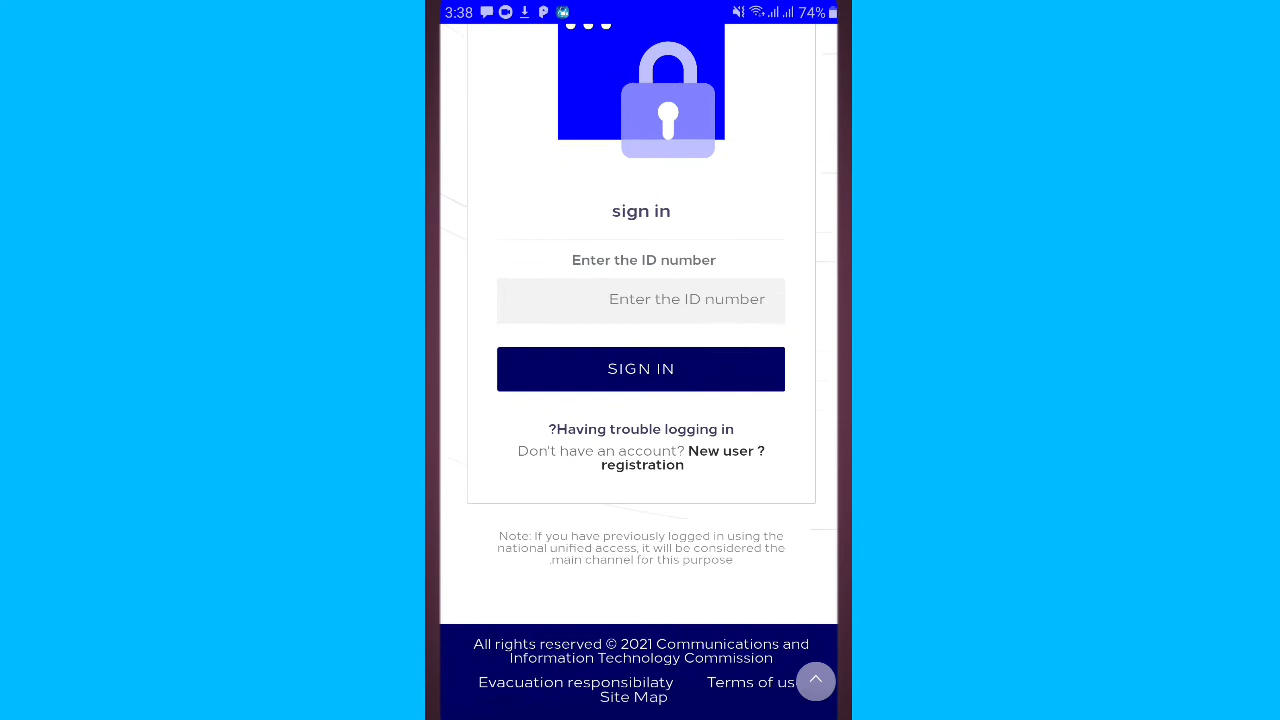 3:38
74%
sign in
Enter the ID number
Enter the ID number
SIGN IN
?Having trouble logging in
Don't have an account? New user ?
registration
Note: If you have previously logged in using the
national unified access, it will be considered the
.main channel for this purpose
All rights reserved © 2021 Communications and
Information Technology Commission
Evacuation responsibilaty Terms of us
Site Map